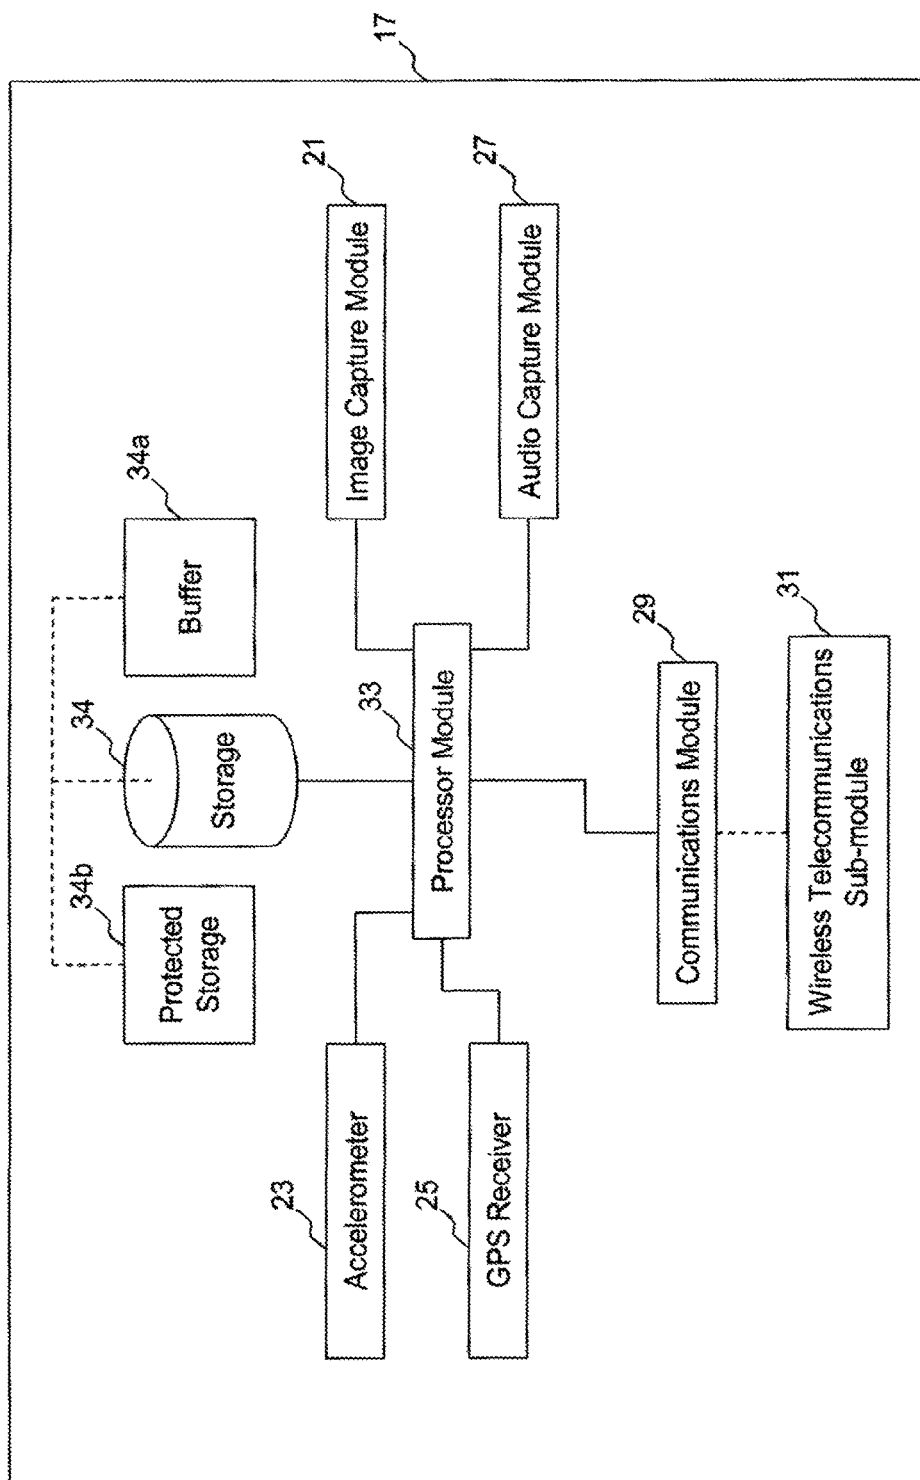 17
34b
34
34a
Protected
Storage
Storage
Buffer
23
Accelerometer
33
Processor Module
21
Image Capture Module
25
GPS Receiver
27
Audio Capture Module
29
Communications Module
31
Wireless Telecommunications
Sub-module